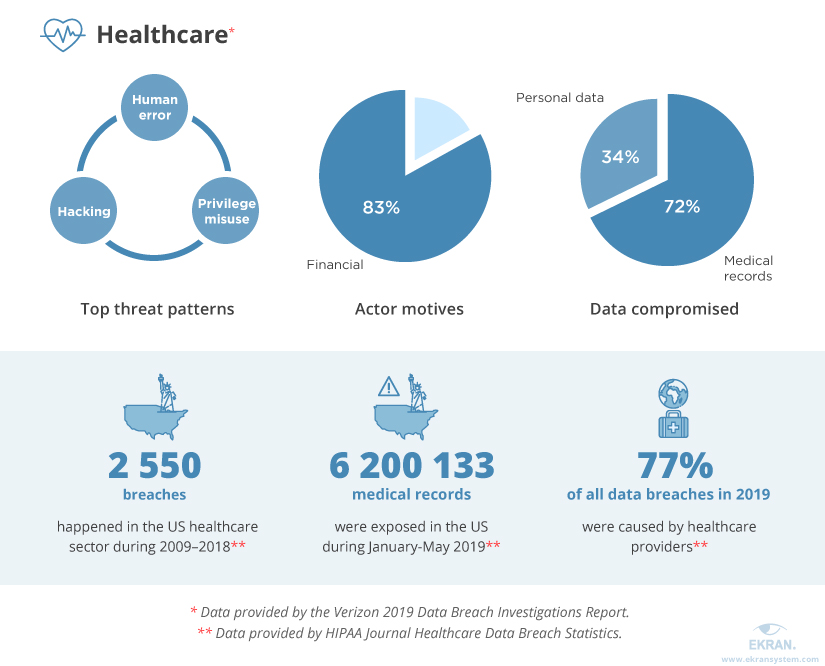 Healthcare*
Human
error
Hacking
Privilege
misuse
Top threat patterns
83%
Financial
Actor motives
Personal data
34%
72%
Medical
records
Data compromised
2 550
breaches
happened in the US healthcare
sector during 2009–2018**
6 200 133
medical records
were exposed in the US
during January-May 2019**
77%
of all data breaches in 2019
were caused by healthcare
providers**
* Data provided by the Verizon 2019 Data Breach Investigations Report.
** Data provided by HIPAA Journal Healthcare Data Breach Statistics.
EKRAN.
www.ekransystem.com